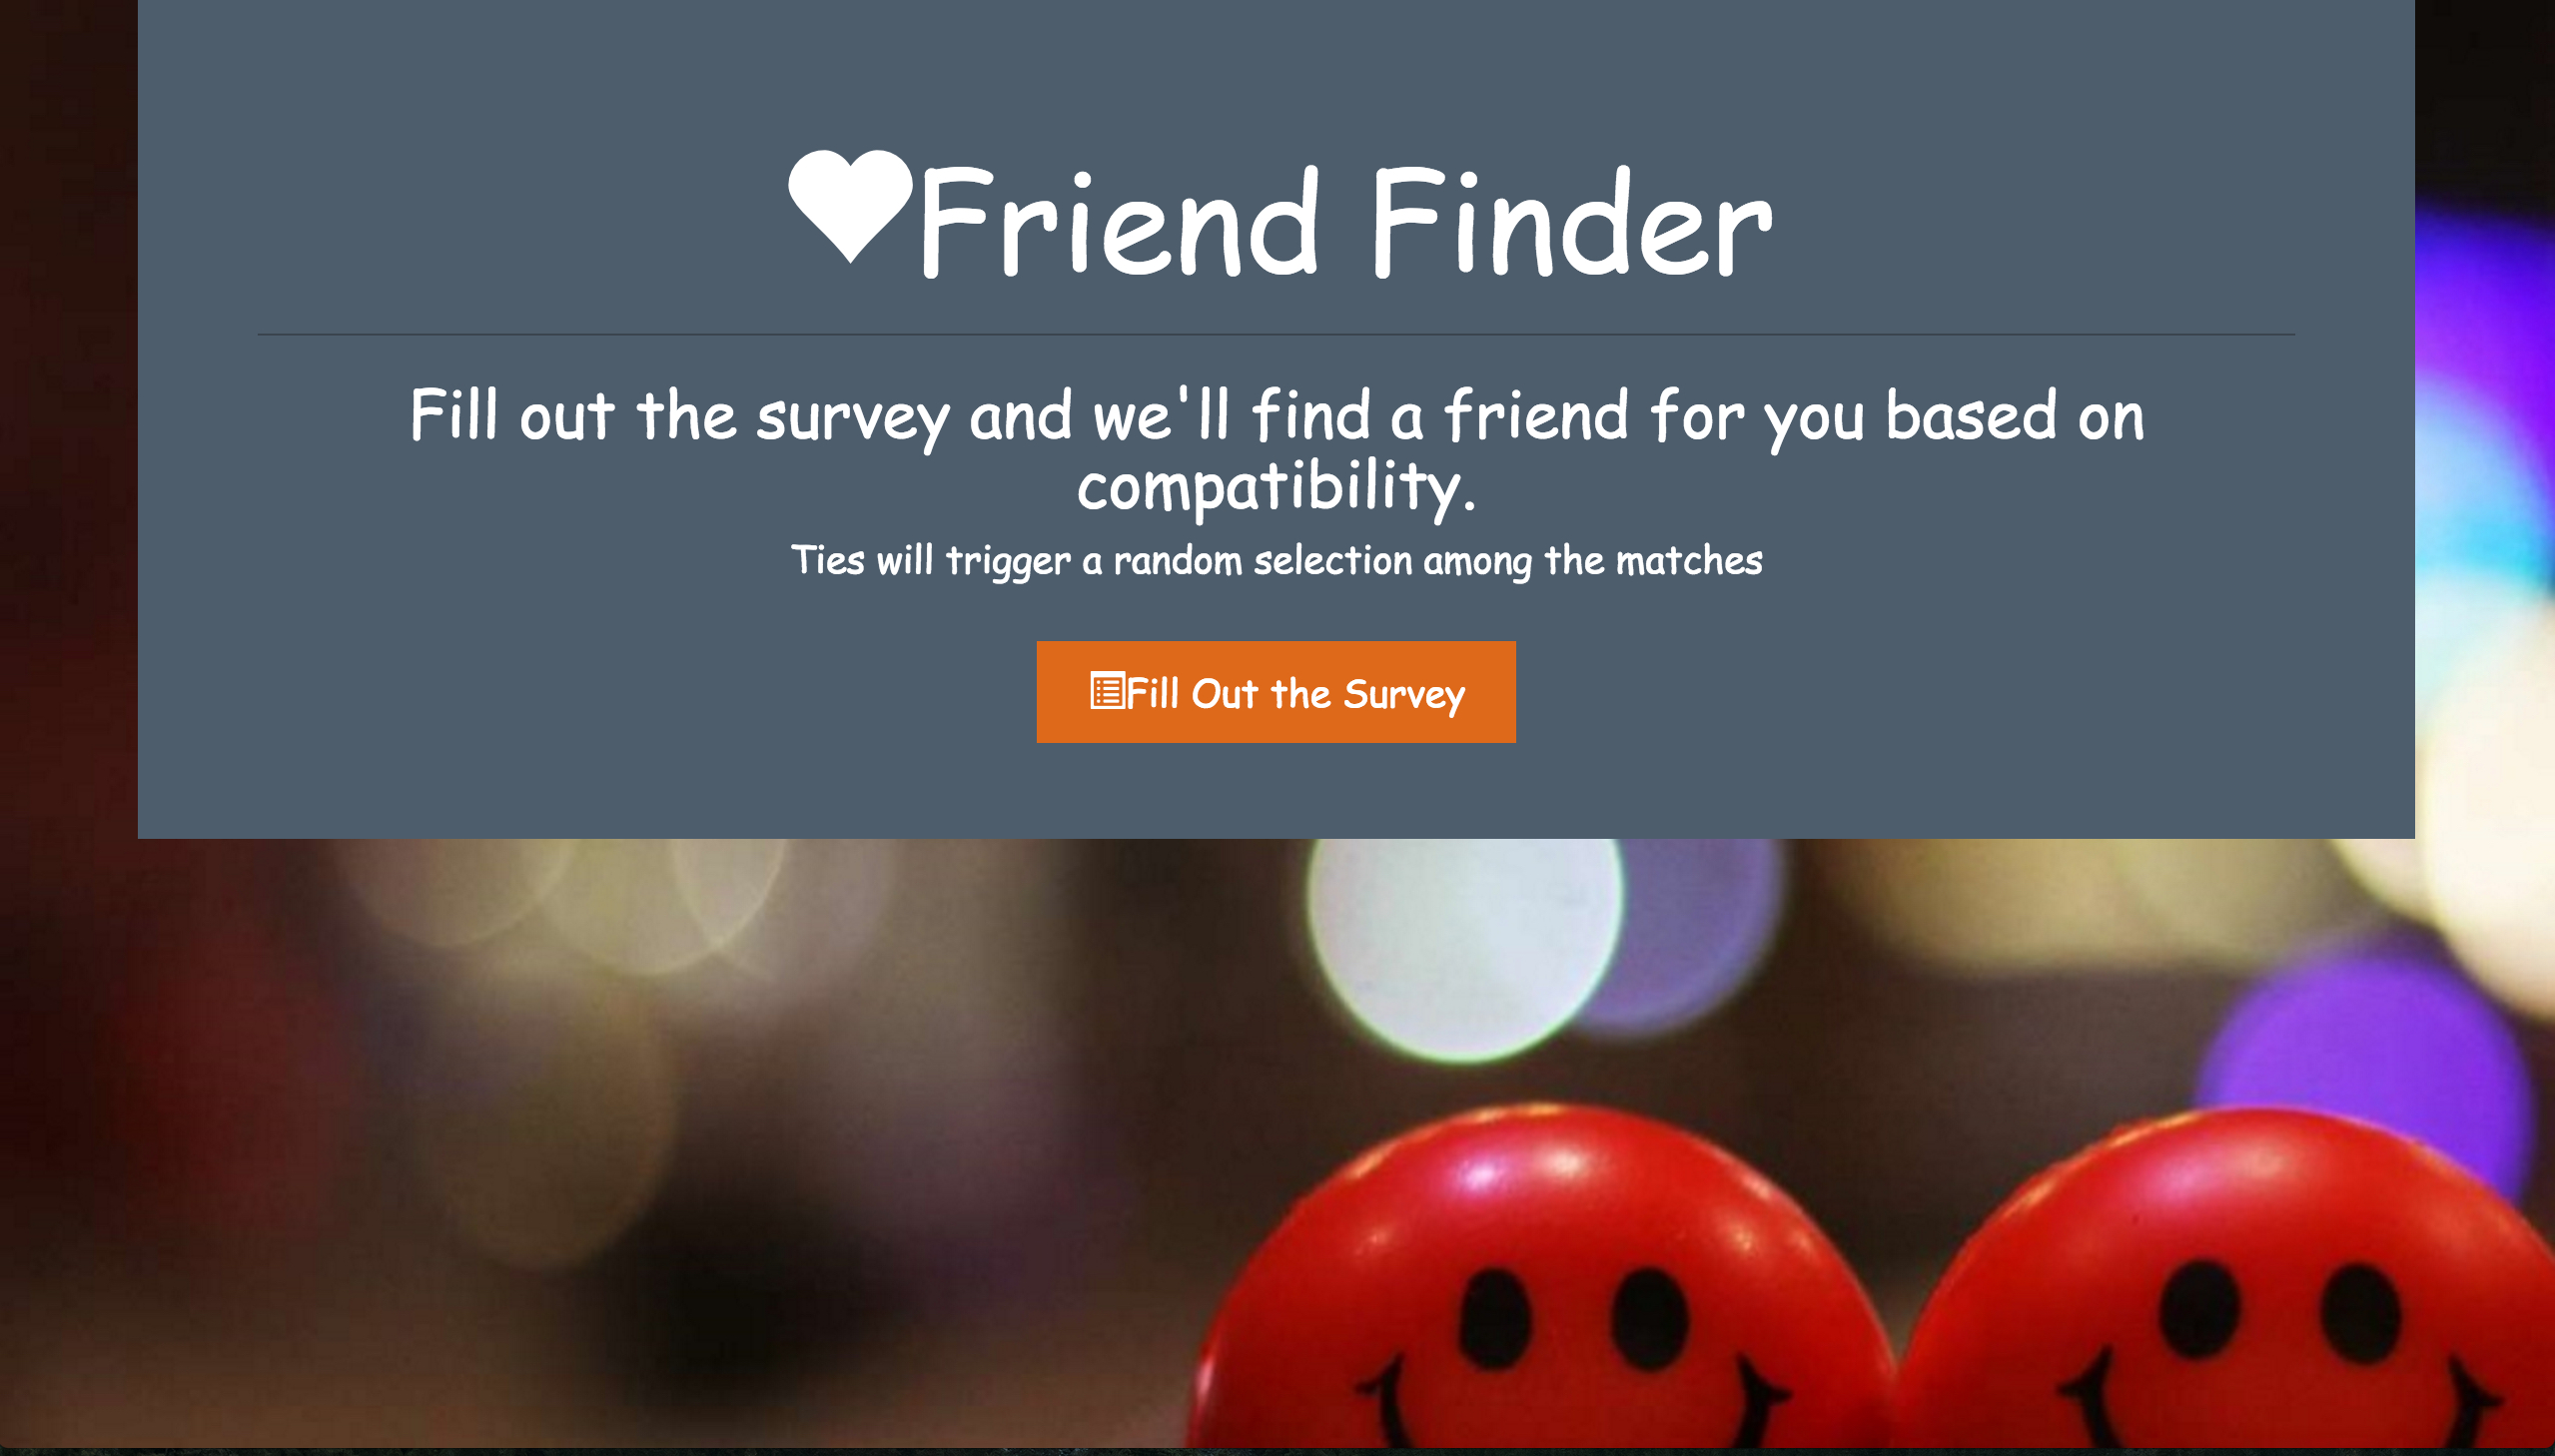 Friend Finder
Fill out the survey and we'll find a friend for you based on
compatibility.
Ties will trigger a random selection among the matches
Fill Out the Survey